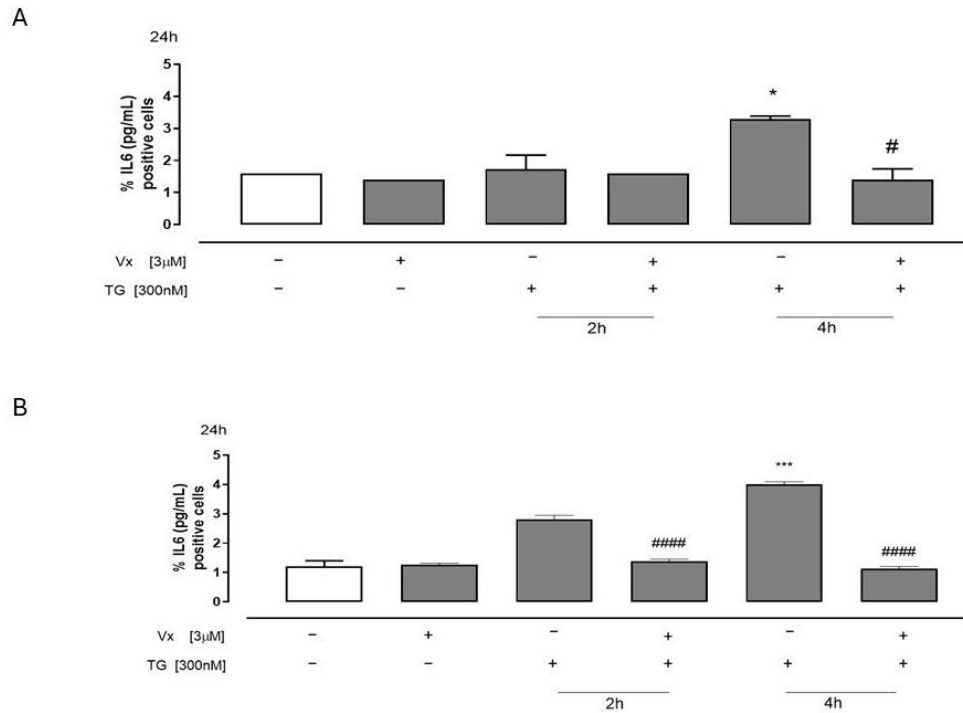 A
24h
% IL6 (pg/mL)
positive cells
5
4
3
2
1
0
*
#
Vx [3μM] − + − + − +
TG [300nM] − − + + + +
2h 4h
B
24h
% IL6 (pg/mL)
positive cells
5
4
3
2
1
0
***
####
####
Vx [3μM] − + − + − +
TG [300nM] − − + + + +
2h 4h